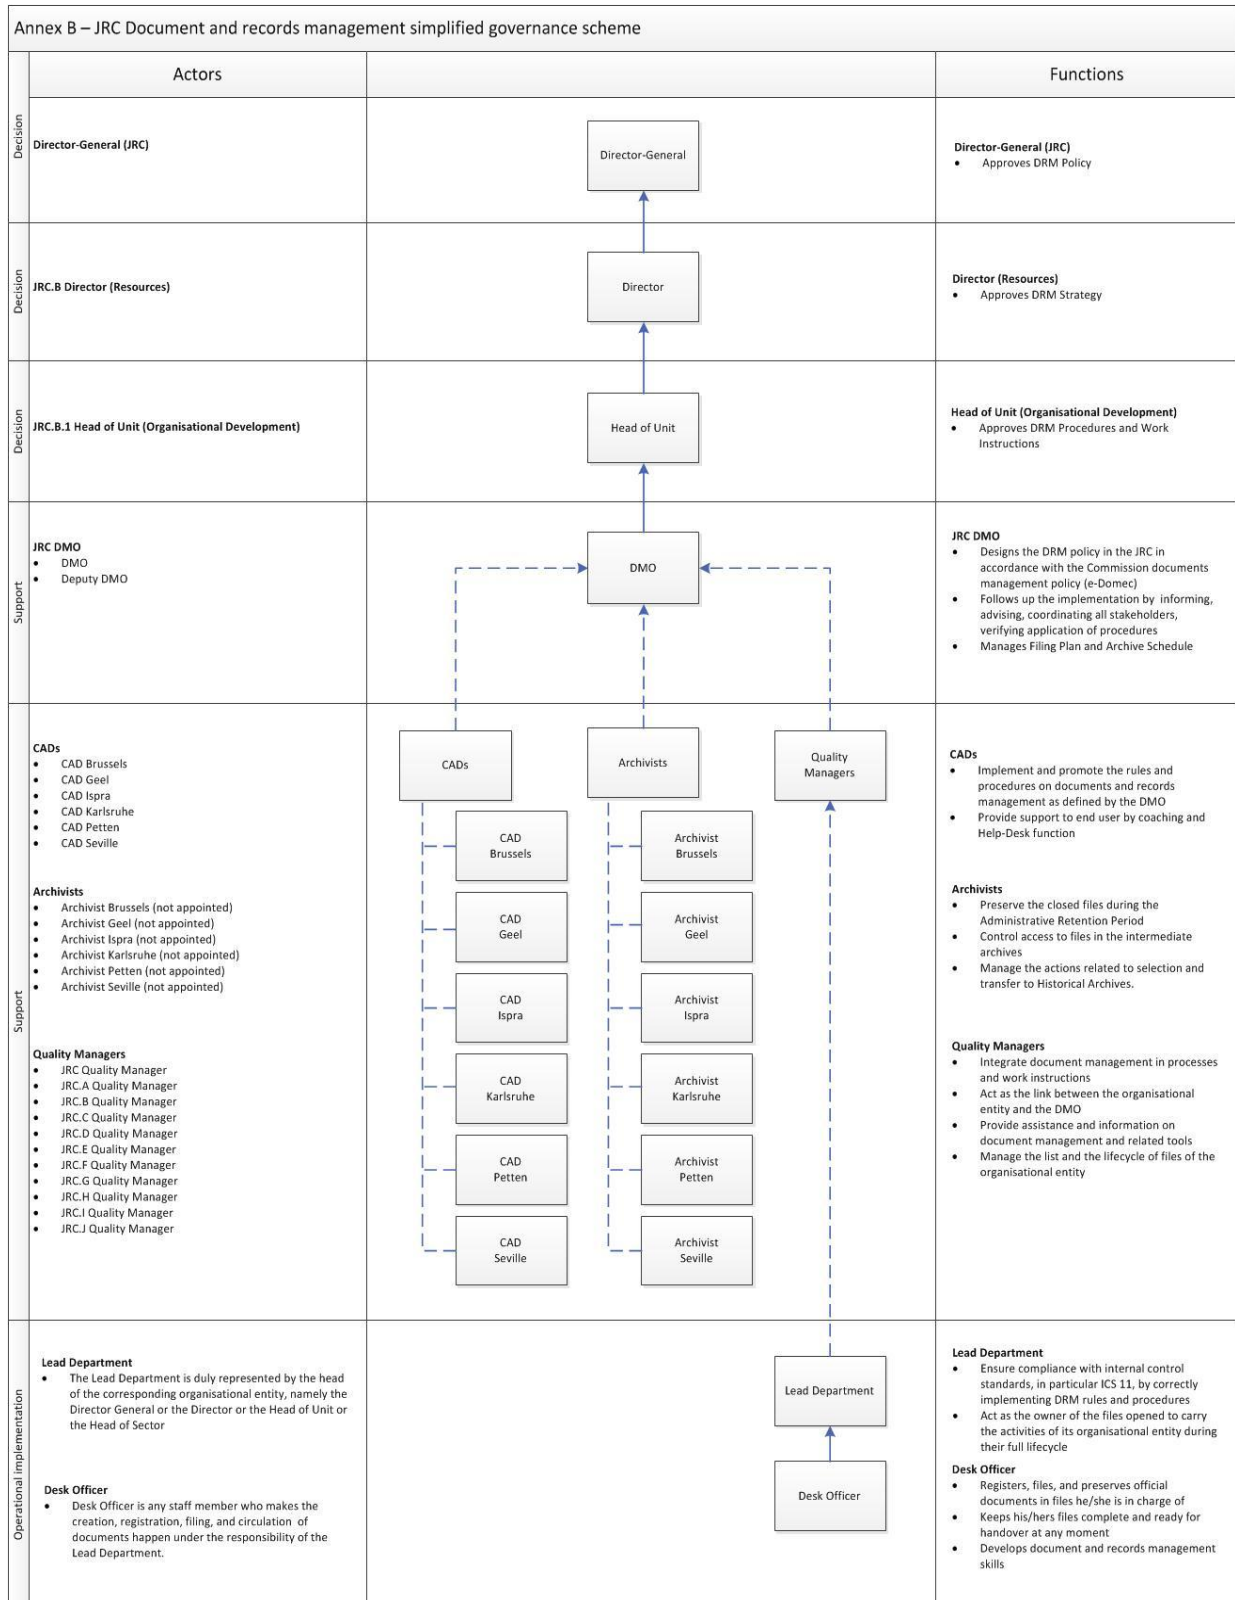 Annex B – JRC Document and records management simplified governance scheme
Actors
Functions
Decision
Director-General (JRC)
Director-General
Director-General (JRC)
• Approves DRM Policy
Decision
JRC.B Director (Resources)
Director
Director (Resources)
• Approves DRM Strategy
Decision
JRC.B.1 Head of Unit (Organisational Development)
Head of Unit
Head of Unit (Organisational Development)
• Approves DRM Procedures and Work
Instructions
Support
JRC DMO
• DMO
• Deputy DMO
DMO
JRC DMO
• Designs the DRM policy in the JRC in
accordance with the Commission documents
management policy (e-Domec)
• Follows up the implementation by informing,
advising, coordinating all stakeholders,
verifying application of procedures
• Manages Filing Plan and Archive Schedule
Support
CADs
• CAD Brussels
• CAD Geel
• CAD Ispra
• CAD Karlsruhe
• CAD Petten
• CAD Seville
Archivists
• Archivist Brussels (not appointed)
• Archivist Geel (not appointed)
• Archivist Ispra (not appointed)
• Archivist Karlsruhe (not appointed)
• Archivist Petten (not appointed)
• Archivist Seville (not appointed)
Quality Managers
• JRC Quality Manager
• JRC.A Quality Manager
• JRC.B Quality Manager
• JRC.C Quality Manager
• JRC.D Quality Manager
• JRC.E Quality Manager
• JRC.F Quality Manager
• JRC.G Quality Manager
• JRC.H Quality Manager
• JRC.I Quality Manager
• JRC.J Quality Manager
CADs
CAD
Brussels
CAD
Geel
CAD
Ispra
CAD
Karlsruhe
CAD
Petten
CAD
Seville
Archivists
Archivist
Brussels
Archivist
Geel
Archivist
Ispra
Archivist
Karlsruhe
Archivist
Petten
Archivist
Seville
Quality
Managers
CADs
• Implement and promote the rules and
procedures on documents and records
management as defined by the DMO
• Provide support to end user by coaching and
Help-Desk function
Archivists
• Preserve the closed files during the
Administrative Retention Period
• Control access to files in the intermediate
archives
• Manage the actions related to selection and
transfer to Historical Archives.
Quality Managers
• Integrate document management in processes
and work instructions
• Act as the link between the organisational
entity and the DMO
• Provide assistance and information on
document management and related tools
• Manage the list and the lifecycle of files of the
organisational entity
Operational implementation
Lead Department
• The Lead Department is duly represented by the head
of the corresponding organisational entity, namely the
Director General or the Director or the Head of Unit or
the Head of Sector
Desk Officer
• Desk Officer is any staff member who makes the
creation, registration, filing, and circulation of
documents happen under the responsibility of the
Lead Department.
Lead Department
Desk Officer
Lead Department
• Ensure compliance with internal control
standards, in particular ICS 11, by correctly
implementing DRM rules and procedures
• Act as the owner of the files opened to carry
the activities of its organisational entity during
their full lifecycle
Desk Officer
• Registers, files, and preserves official
documents in files he/she is in charge of
• Keeps his/hers files complete and ready for
handover at any moment
• Develops document and records management
skills